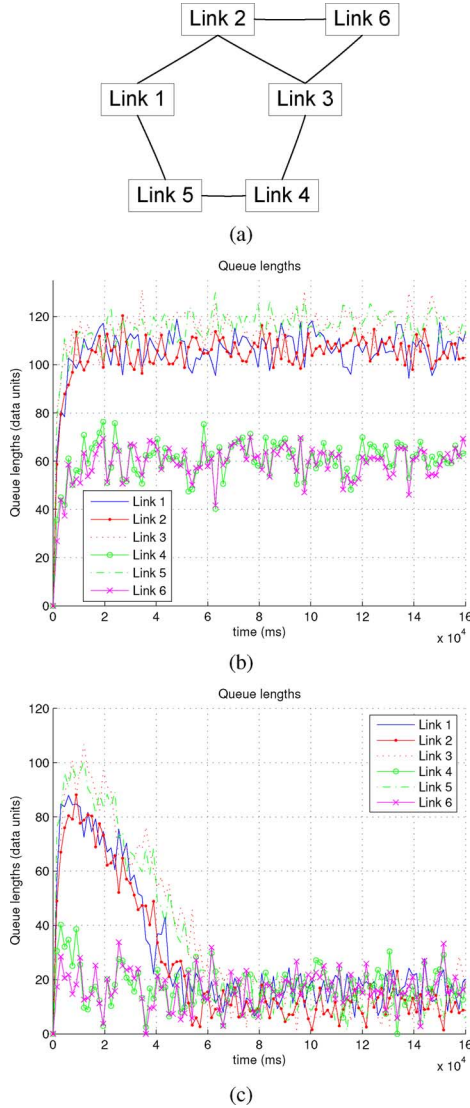 Link 2
Link 6
Link 1
Link 3
Link 5
Link 4
(a)
Queue lengths
Queue lengths (data units)
120
100
80
60
40
20
0
Link 1
Link 2
Link 3
Link 4
Link 5
Link 6
0 2 4 6 8 10 12 14 16
time (ms)
x 10^4
(b)
Queue lengths
Queue lengths (data units)
120
100
80
60
40
20
0
Link 1
Link 2
Link 3
Link 4
Link 5
Link 6
0 2 4 6 8 10 12 14 16
time (ms)
x 10^4
(c)